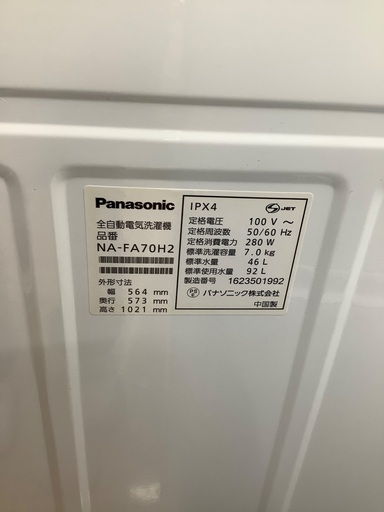 Panasonic
全自動電気洗濯機
品番
NA-FA70H2
外形寸法
幅 564 mm
奥行 573 mm
高さ 1021 mm
IPX4
JET
定格電圧 100 V ～
定格周波数 50/60 Hz
定格消費電力 280 W
標準洗濯容量 7.0 kg
標準水量 46 L
標準使用水量 92 L
製造番号 1623501992
PS E パナソニック株式会社
中国製